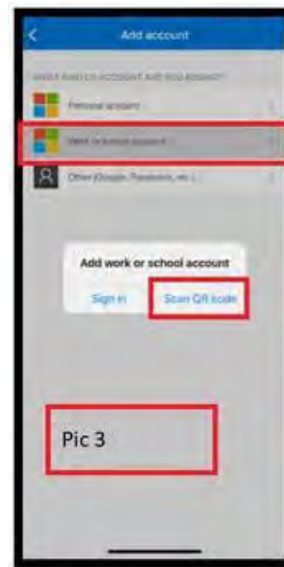 Add account
WHAT KIND OF ACCOUNT ARE YOU ADDING?
Personal account
Work or school account
Other (Google, Facebook, etc.)
Add work or school account
Sign in
Scan QR code
Pic 3